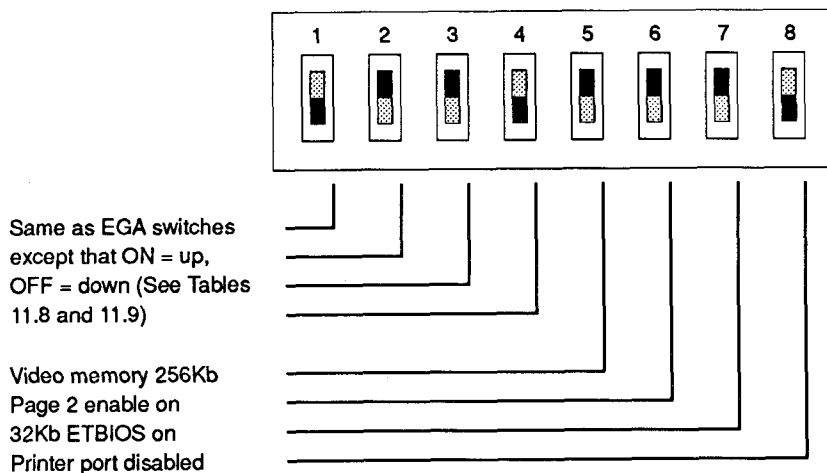 1 2 3 4 5 6 7 8
Same as EGA switches
except that ON = up,
OFF = down (See Tables
11.8 and 11.9)
Video memory 256Kb
Page 2 enable on
32Kb ETBIOS on
Printer port disabled